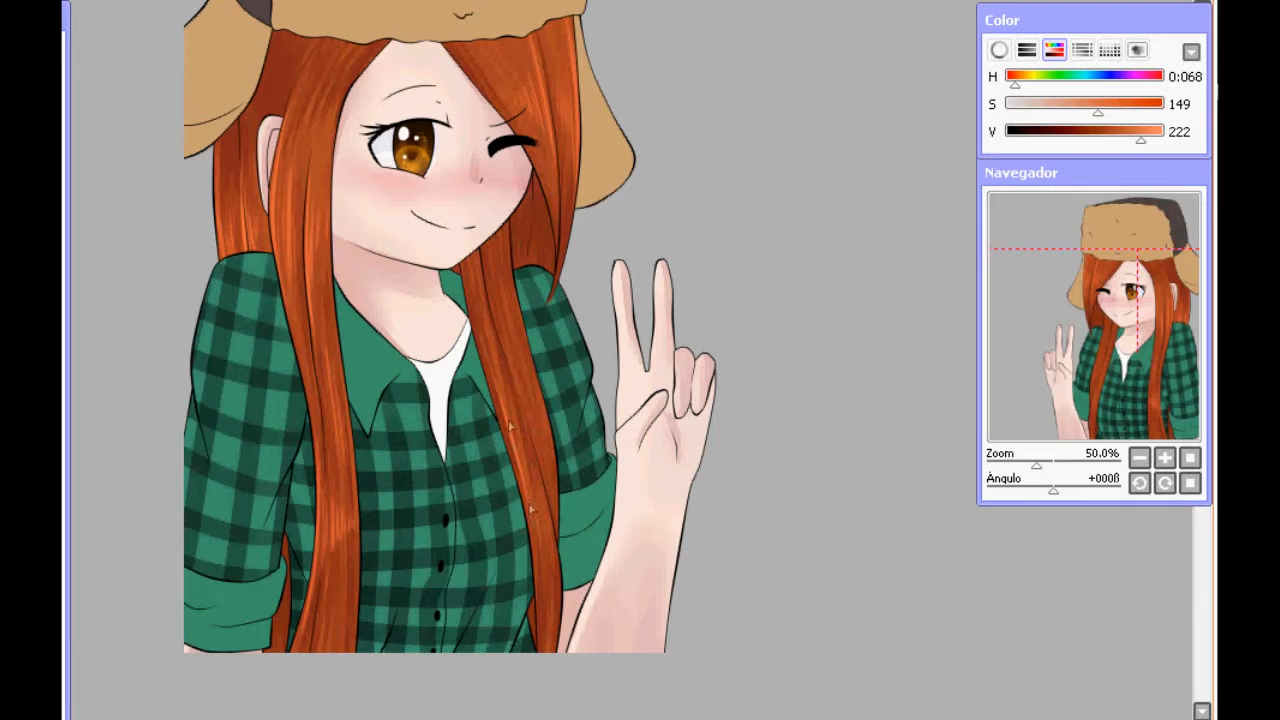 Color
H 0:068
S 149
V 222
Navegador
Zoom 50.0%
Ángulo +000ß